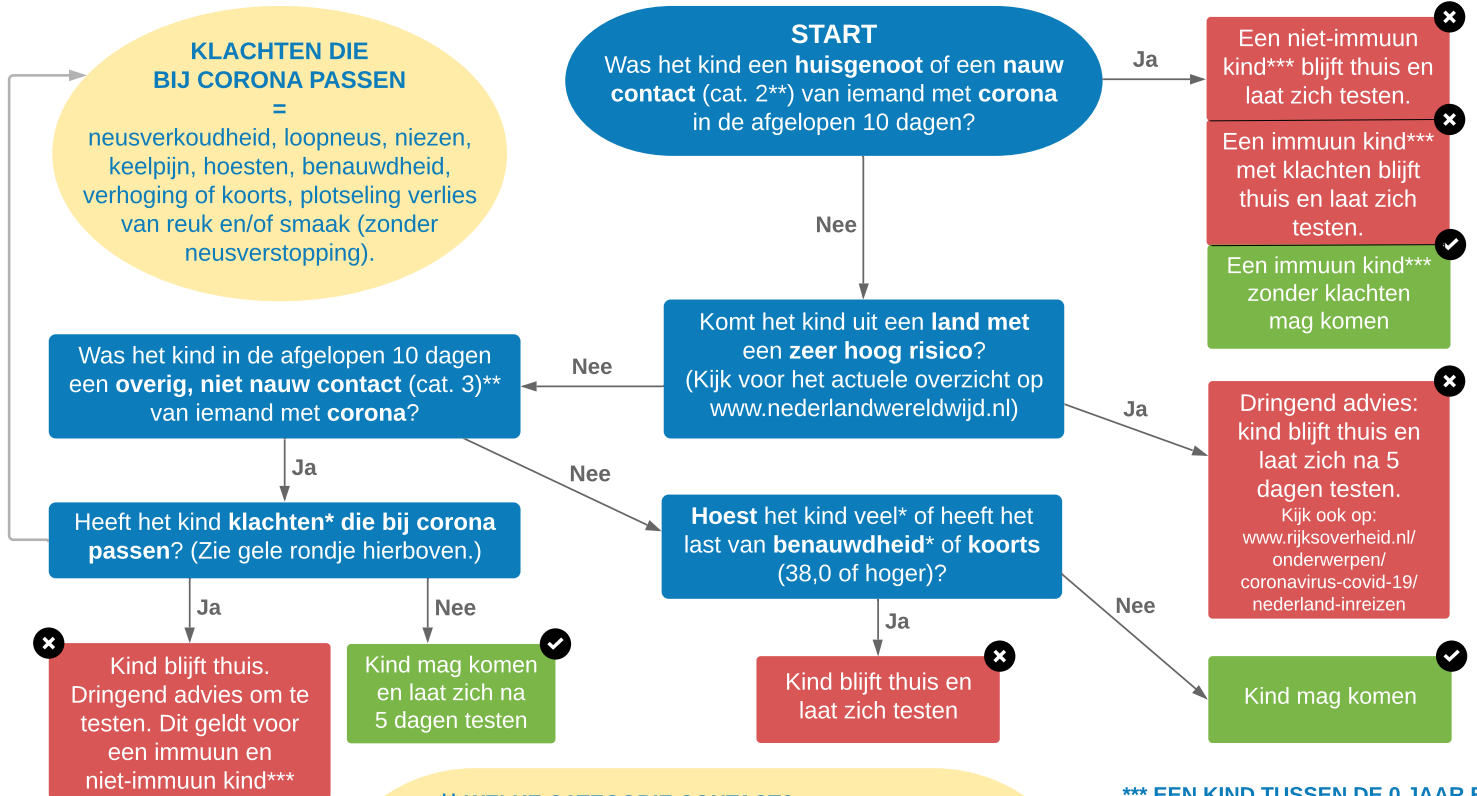 KLACHTEN DIE
BIJ CORONA PASSEN
=
neusverkoudheid, loopneus, niezen,
keelpijn, hoesten, benauwdheid,
verhoging of koorts, plotseling verlies
van reuk en/of smaak (zonder
neusverstopping).
START
Was het kind een huisgenoot of een nauw
contact (cat. 2**) van iemand met corona
in de afgelopen 10 dagen?
Ja
Een niet-immuun
kind*** blijft thuis en
laat zich testen.
Een immuun kind***
met klachten blijft
thuis en laat zich
testen.
Een immuun kind***
zonder klachten
mag komen
Nee
Komt het kind uit een land met
een zeer hoog risico?
(Kijk voor het actuele overzicht op
www.nederlandwereldwijd.nl)
Ja
Dringend advies:
kind blijft thuis en
laat zich na 5
dagen testen.
Kijk ook op:
www.rijksoverheid.nl/
onderwerpen/
coronavirus-covid-19/
nederland-inreizen
Nee
Was het kind in de afgelopen 10 dagen
een overig, niet nauw contact (cat. 3)**
van iemand met corona?
Ja
Nee
Heeft het kind klachten* die bij corona
passen? (Zie gele rondje hierboven.)
Hoest het kind veel* of heeft het
last van benauwdheid* of koorts
(38,0 of hoger)?
Ja
Nee
Ja
Nee
Kind blijft thuis.
Dringend advies om te
testen. Dit geldt voor
een immuun en
niet-immuun kind***
Kind mag komen
en laat zich na
5 dagen testen
Kind blijft thuis en
laat zich testen
Kind mag komen
** WELKE CATEGORIE CONTACT?
*** EEN KIND TUSSEN DE 0 JAAR